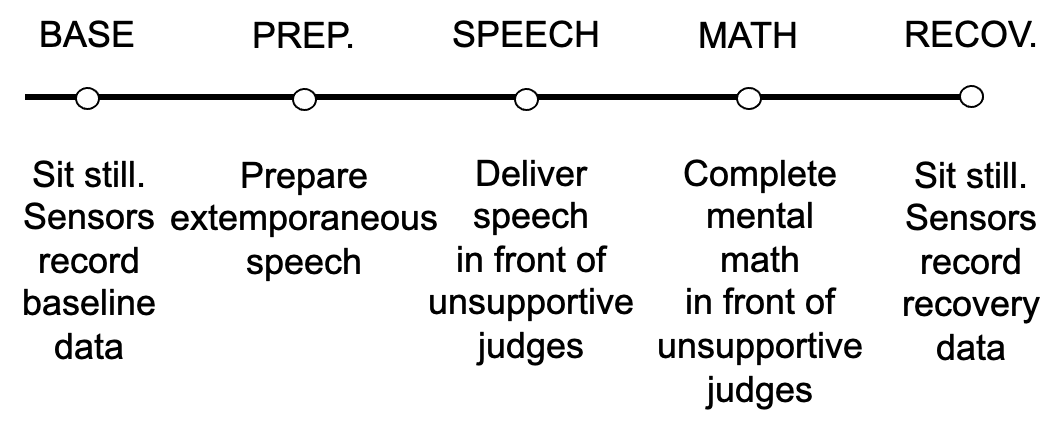 BASE
PREP.
SPEECH
MATH
RECOV.
Sit still.
Sensors
record
baseline
data
Prepare
extemporaneous
speech
Deliver
speech
in front of
unsupportive
judges
Complete
mental
math
in front of
unsupportive
judges
Sit still.
Sensors
record
recovery
data